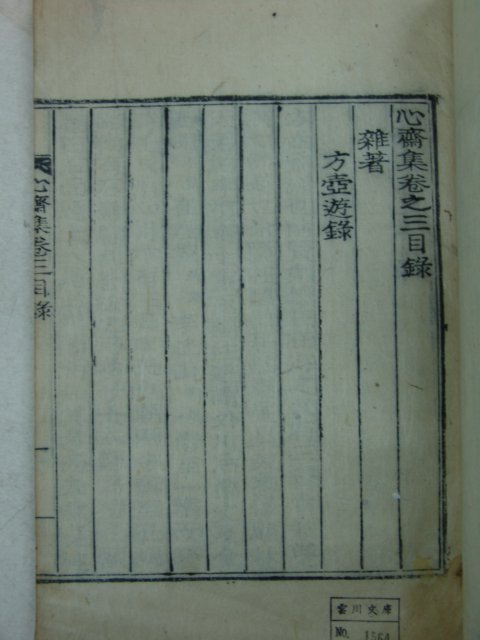 心齋集卷之三目錄
雜著
方壺遊錄
心齋集卷三目錄
一
雲川文庫
No. 1564